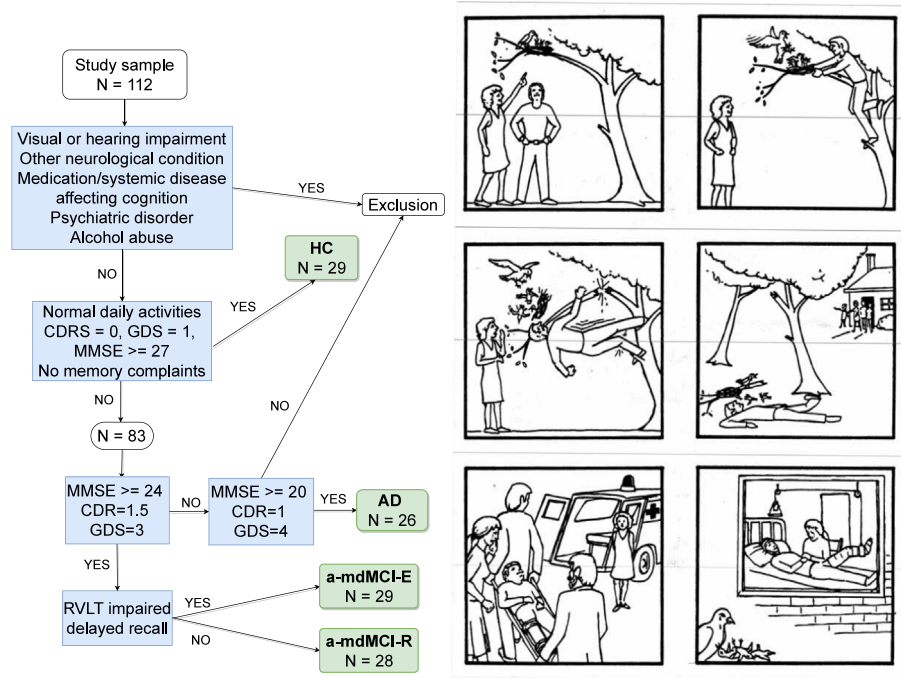 Study sample
N = 112
Visual or hearing impairment
Other neurological condition
Medication/systemic disease
affecting cognition
Psychiatric disorder
Alcohol abuse
YES
Exclusion
NO
HC
N = 29
YES
Normal daily activities
CDRS = 0, GDS = 1,
MMSE >= 27
No memory complaints
NO
NO
N = 83
MMSE >= 24
CDR=1.5
GDS=3
NO
MMSE >= 20
CDR=1
GDS=4
YES
AD
N = 26
YES
RVLT impaired
delayed recall
YES
a-mdMCI-E
N = 29
NO
a-mdMCI-R
N = 28